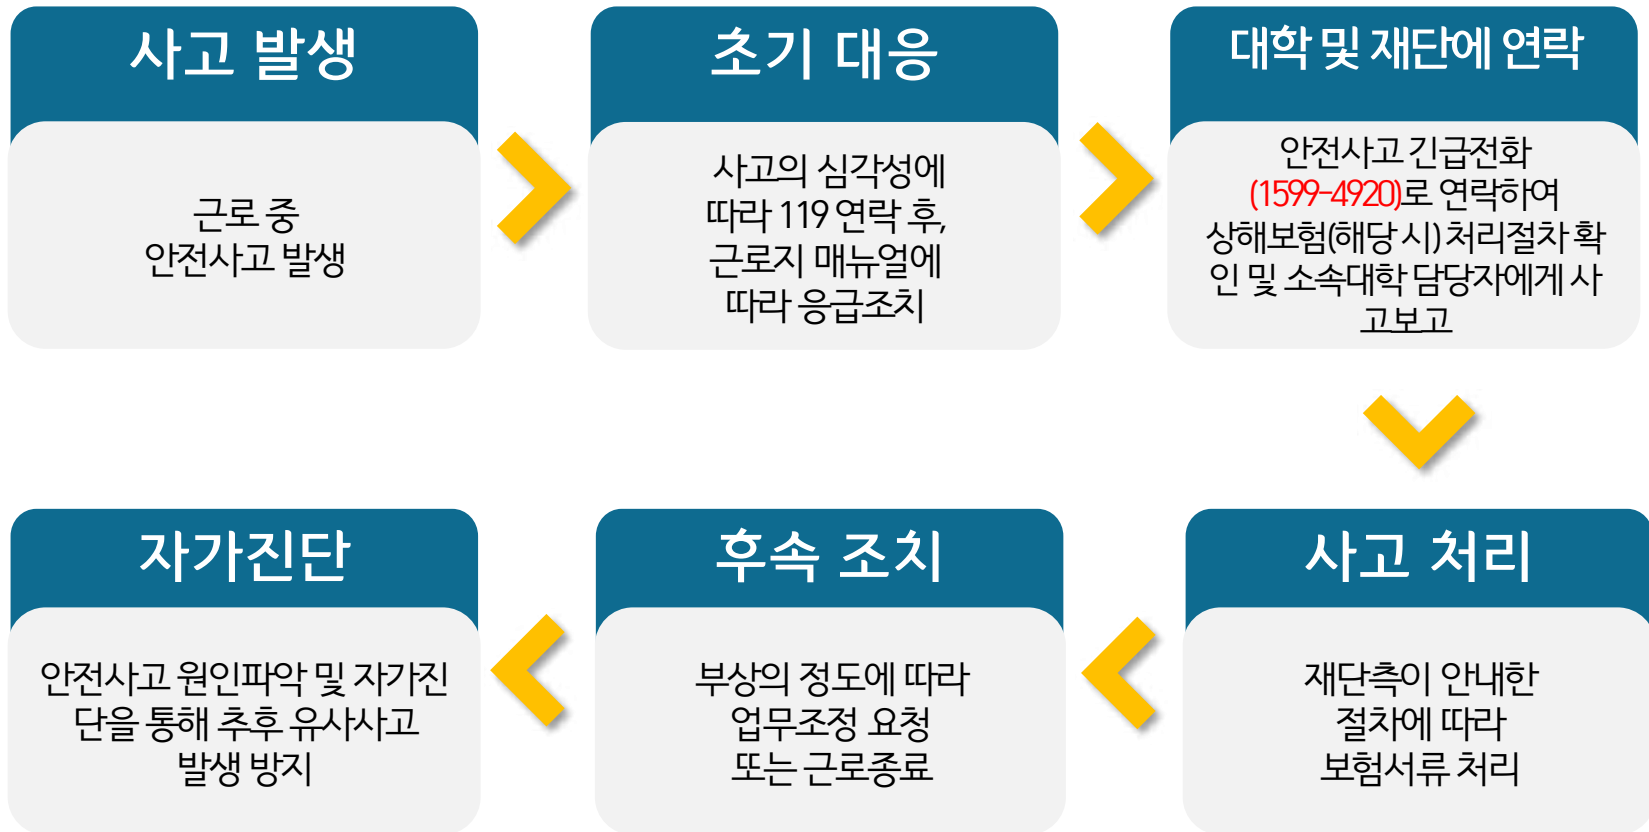 사고 발생
근로 중
안전사고 발생
초기 대응
사고의 심각성에
따라 119 연락 후,
근로지 매뉴얼에
따라 응급조치
대학 및 재단에 연락
안전사고 긴급전화
(1599-4920)로 연락하여
상해보험(해당 시) 처리절차 확
인 및 소속대학 담당자에게 사
고보고
사고 처리
재단측이 안내한
절차에 따라
보험서류 처리
후속 조치
부상의 정도에 따라
업무조정 요청
또는 근로종료
자가진단
안전사고 원인파악 및 자가진
단을 통해 추후 유사사고
발생 방지